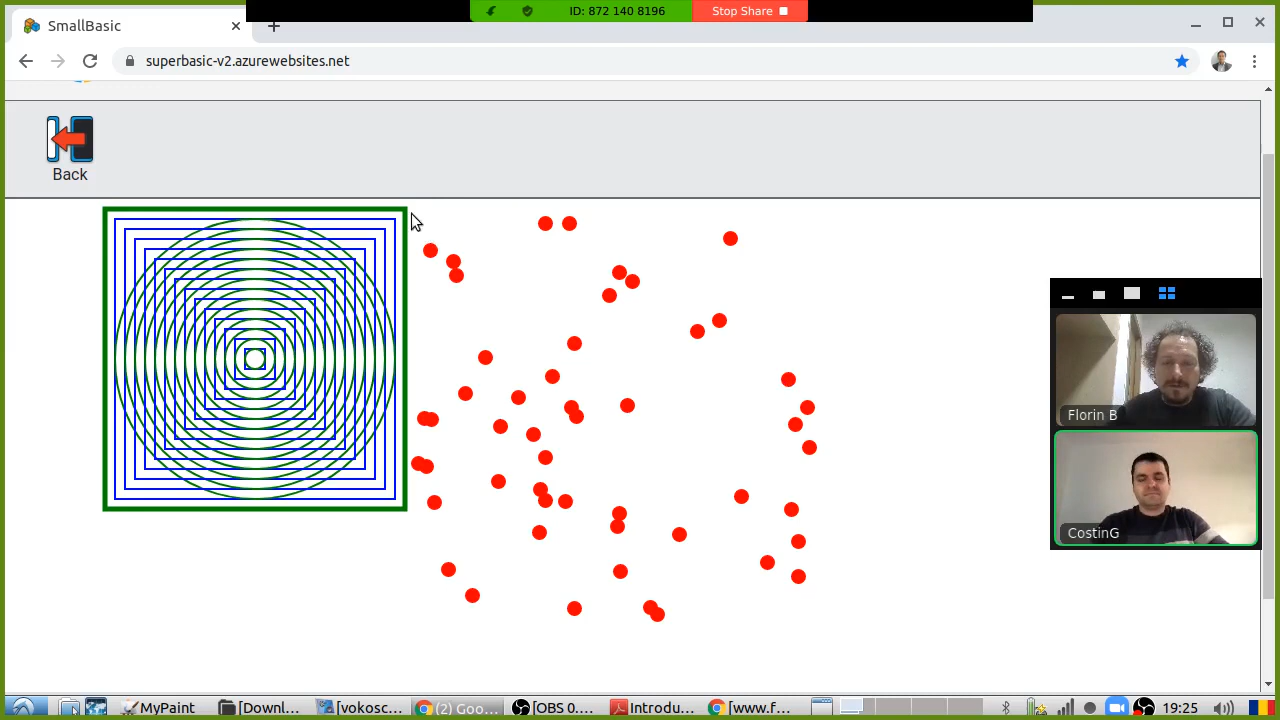 ID: 872 140 8196
Stop Share
SmallBasic
superbasic-v2.azurewebsites.net
Back
Florin B
CostinG
MyPaint
[Downl...
[vokosc...
(2) Goo...
[OBS 0....
Introdu...
[www.f...
19:25